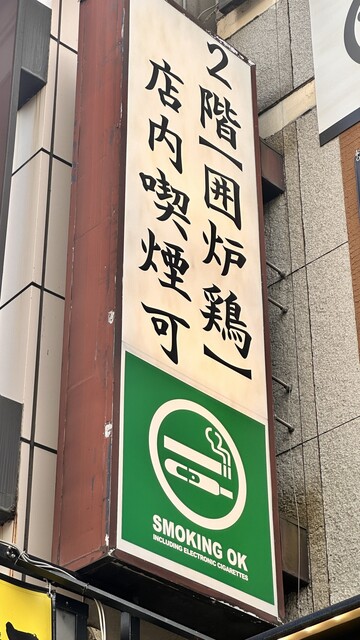 2階【囲炉鶏】
店内喫煙可
SMOKING OK
INCLUDING ELECTRONIC CIGARETTES